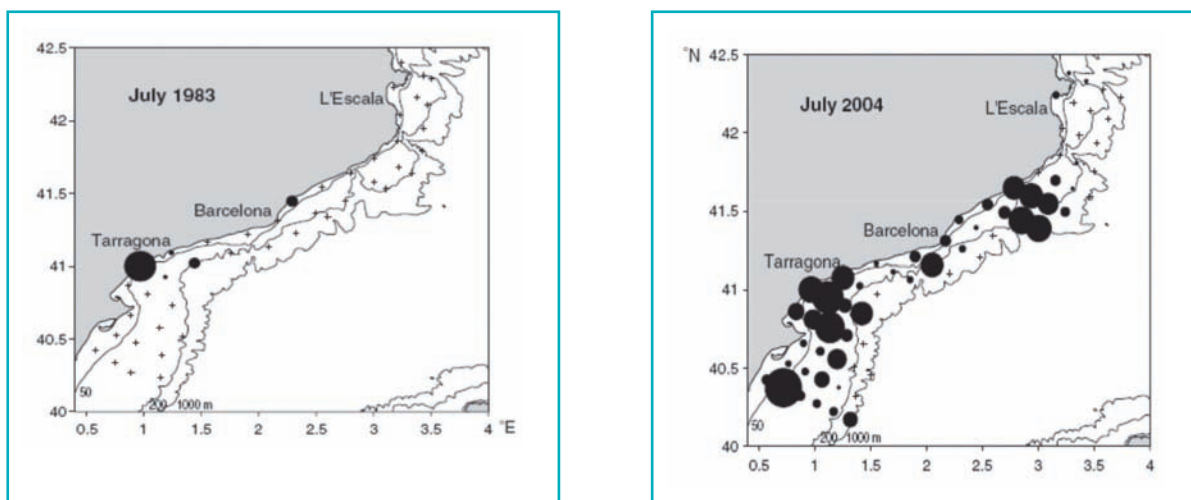 42.5
July 1983
L'Escala
42
41.5
Barcelona
Tarragona
41
40.5
50
200 1000 m
40
0.5 1 1.5 2 2.5 3 3.5 4 °E
42.5 °N
July 2004
L'Escala
42
41.5
Barcelona
Tarragona
41
40.5
50
200 1000 m
40
0.5 1 1.5 2 2.5 3 3.5 4